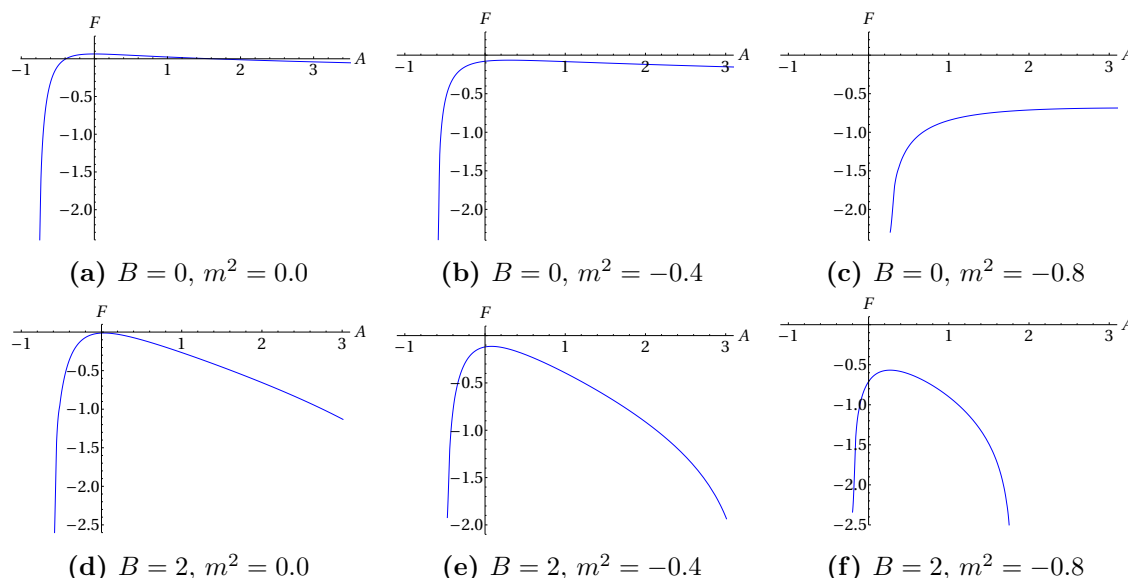 F
A
-1 1 2 3
-0.5
-1.0
-1.5
-2.0
(a) B = 0, m² = 0.0
F
A
-1 1 2 3
-0.5
-1.0
-1.5
-2.0
(b) B = 0, m² = −0.4
F
A
-1 1 2 3
-0.5
-1.0
-1.5
-2.0
(c) B = 0, m² = −0.8
F
A
-1 1 2 3
-0.5
-1.0
-1.5
-2.0
-2.5
(d) B = 2, m² = 0.0
F
A
-1 1 2 3
-0.5
-1.0
-1.5
-2.0
(e) B = 2, m² = −0.4
F
A
-1 1 2 3
-0.5
-1.0
-1.5
-2.0
-2.5
(f) B = 2, m² = −0.8